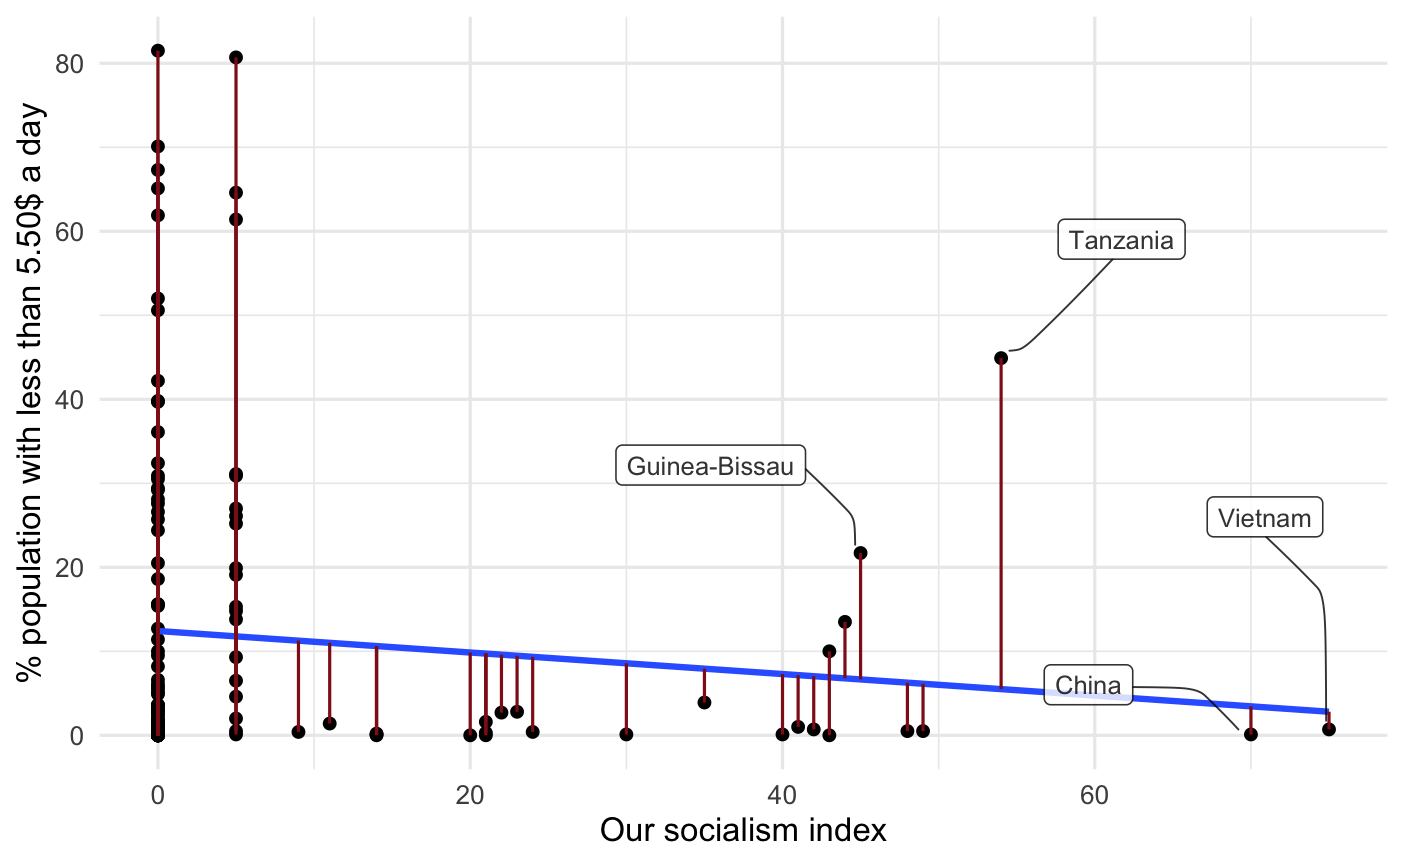 80
60
40
20
0
% population with less than 5.50$ a day
Tanzania
Guinea-Bissau
Vietnam
China
0 20 40 60
Our socialism index